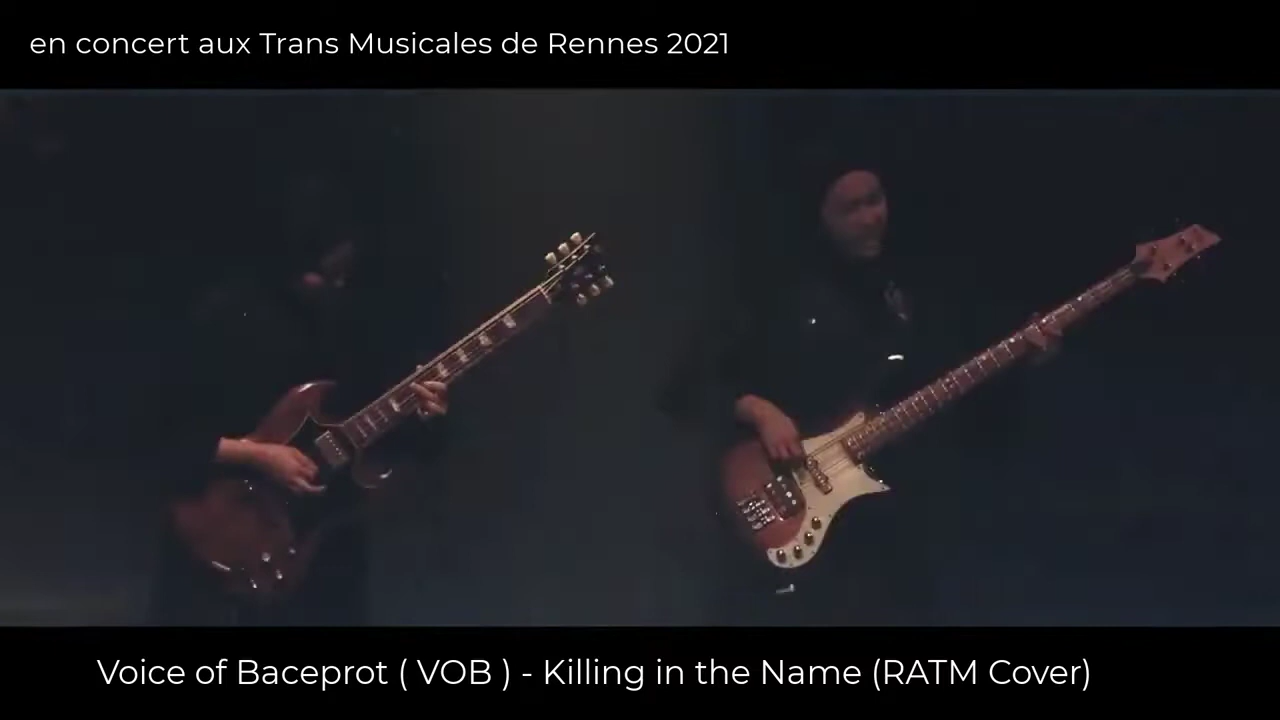 en concert aux Trans Musicales de Rennes 2021
Voice of Baceprot ( VOB ) - Killing in the Name (RATM Cover)